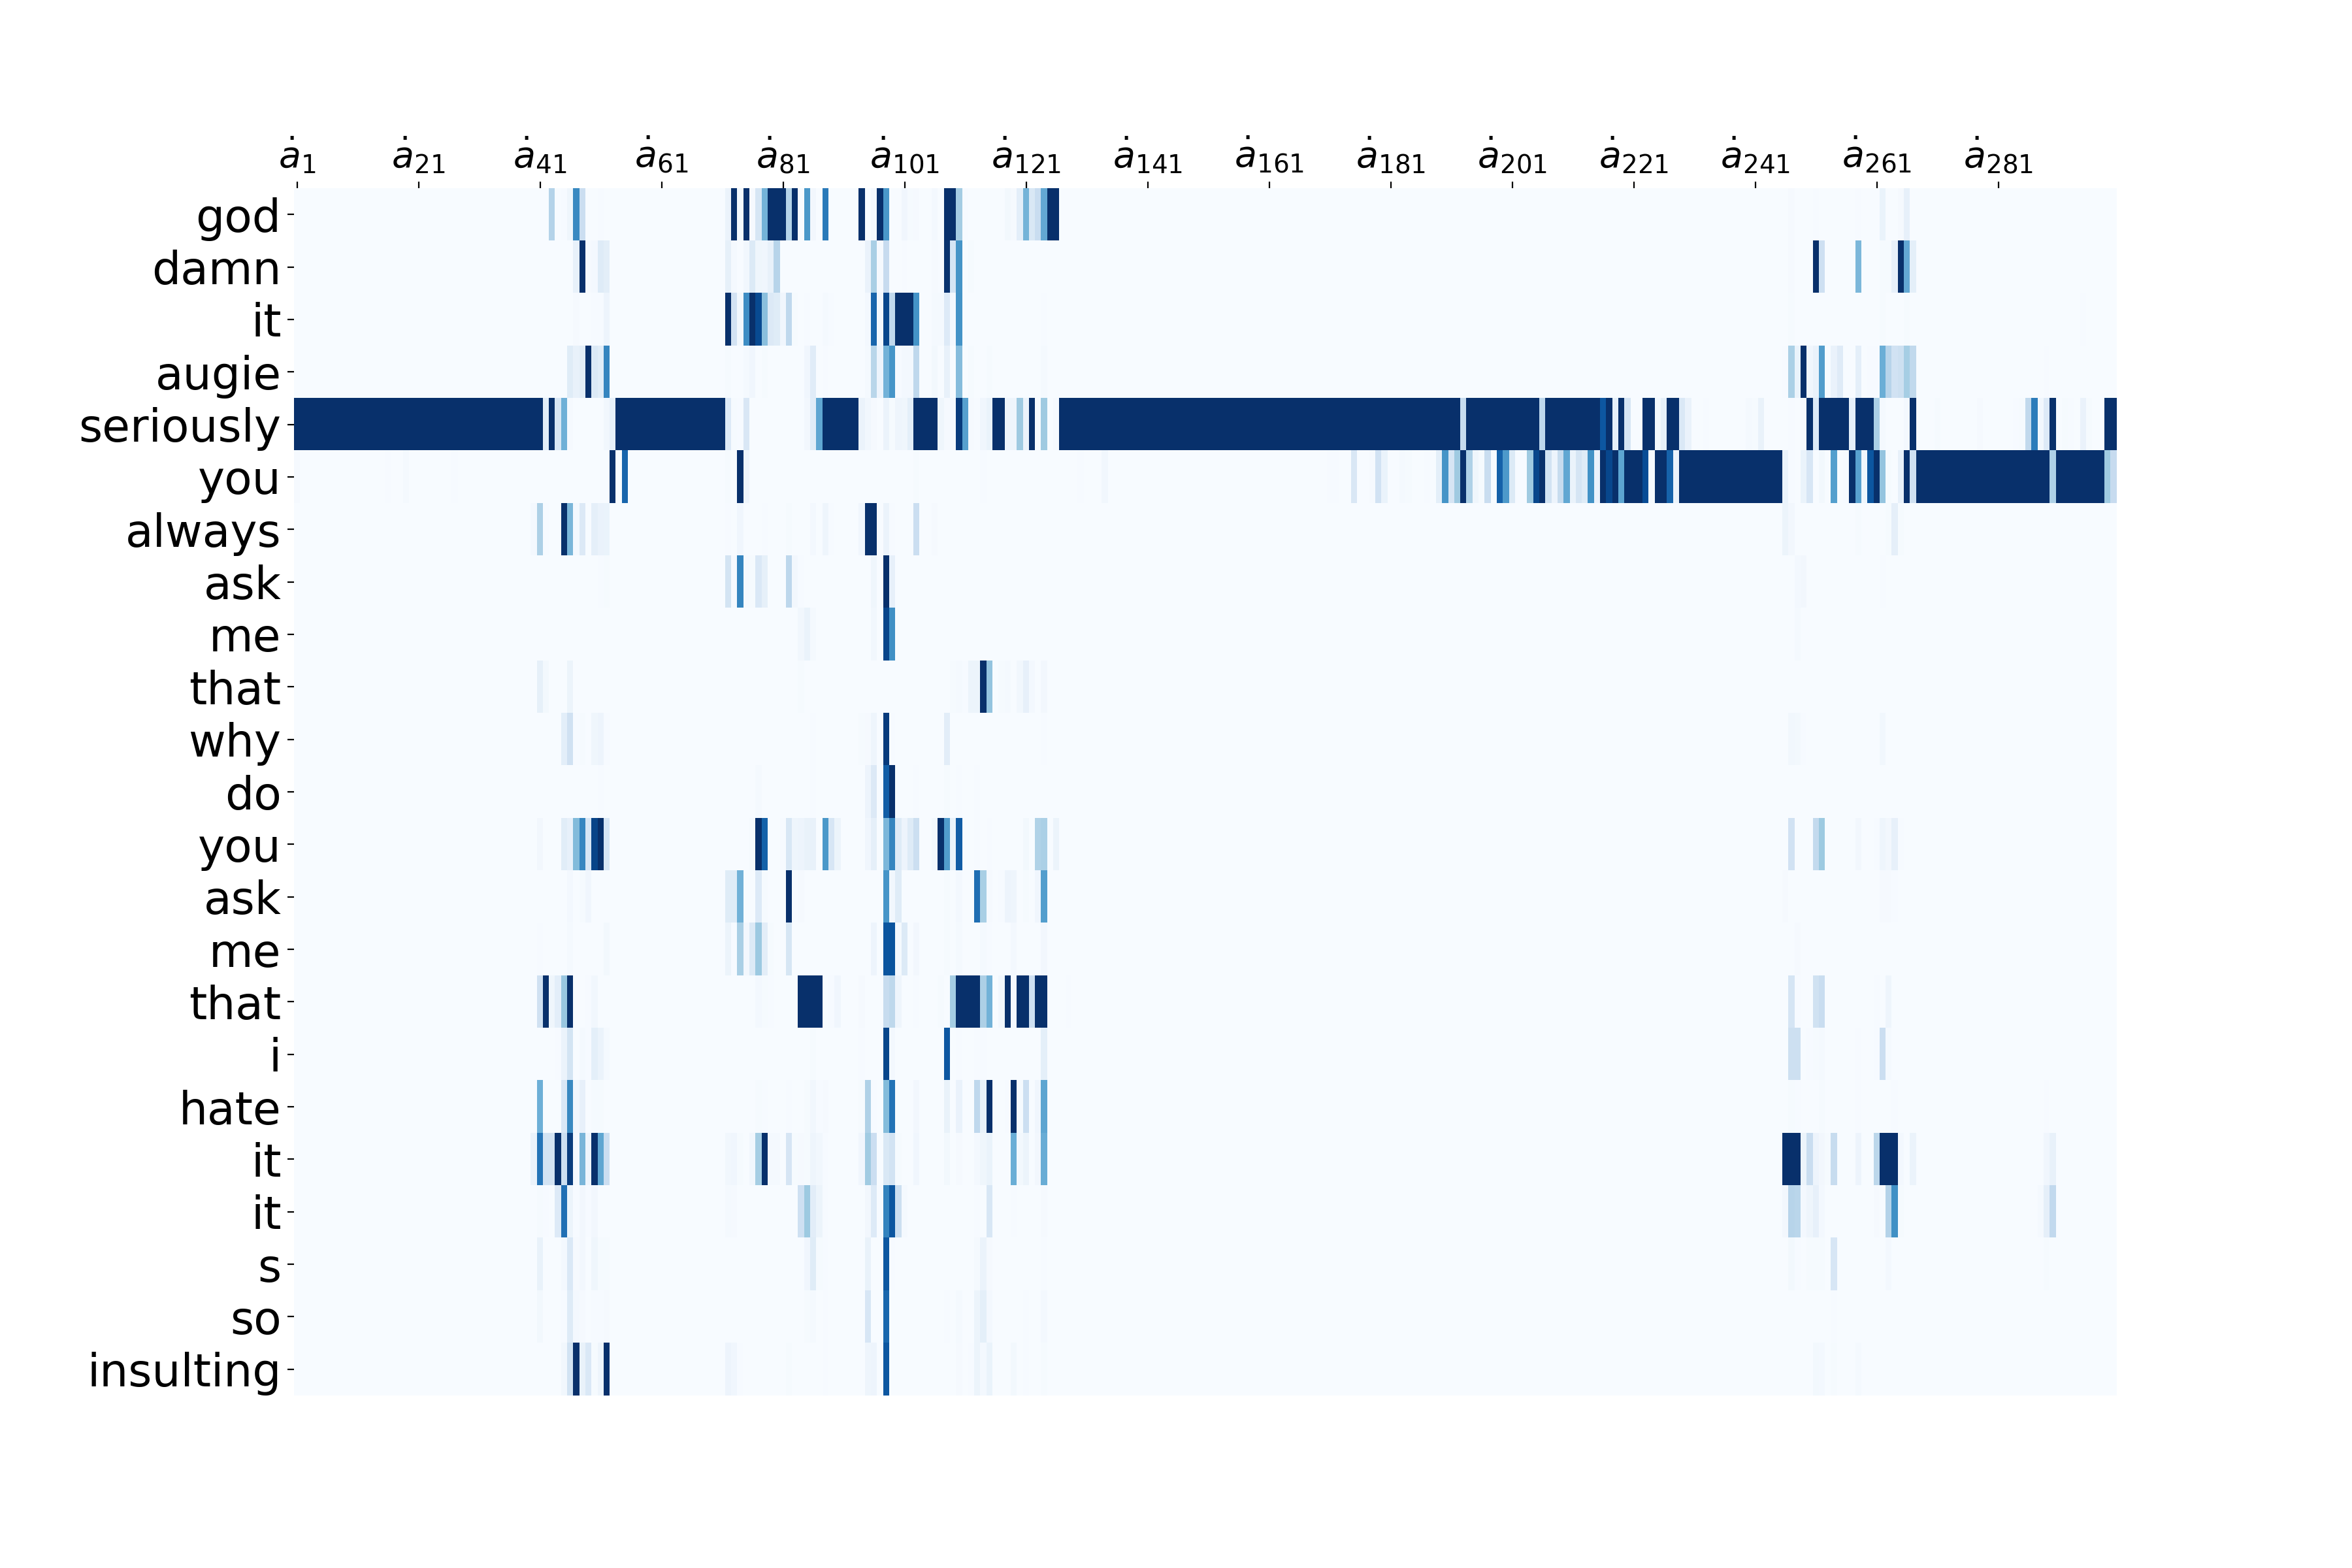 ȧ₁ ȧ₂₁ ȧ₄₁ ȧ₆₁ ȧ₈₁ ȧ₁₀₁ ȧ₁₂₁ ȧ₁₄₁ ȧ₁₆₁ ȧ₁₈₁ ȧ₂₀₁ ȧ₂₂₁ ȧ₂₄₁ ȧ₂₆₁ ȧ₂₈₁
god
damn
it
augie
seriously
you
always
ask
me
that
why
do
you
ask
me
that
i
hate
it
it
s
so
insulting